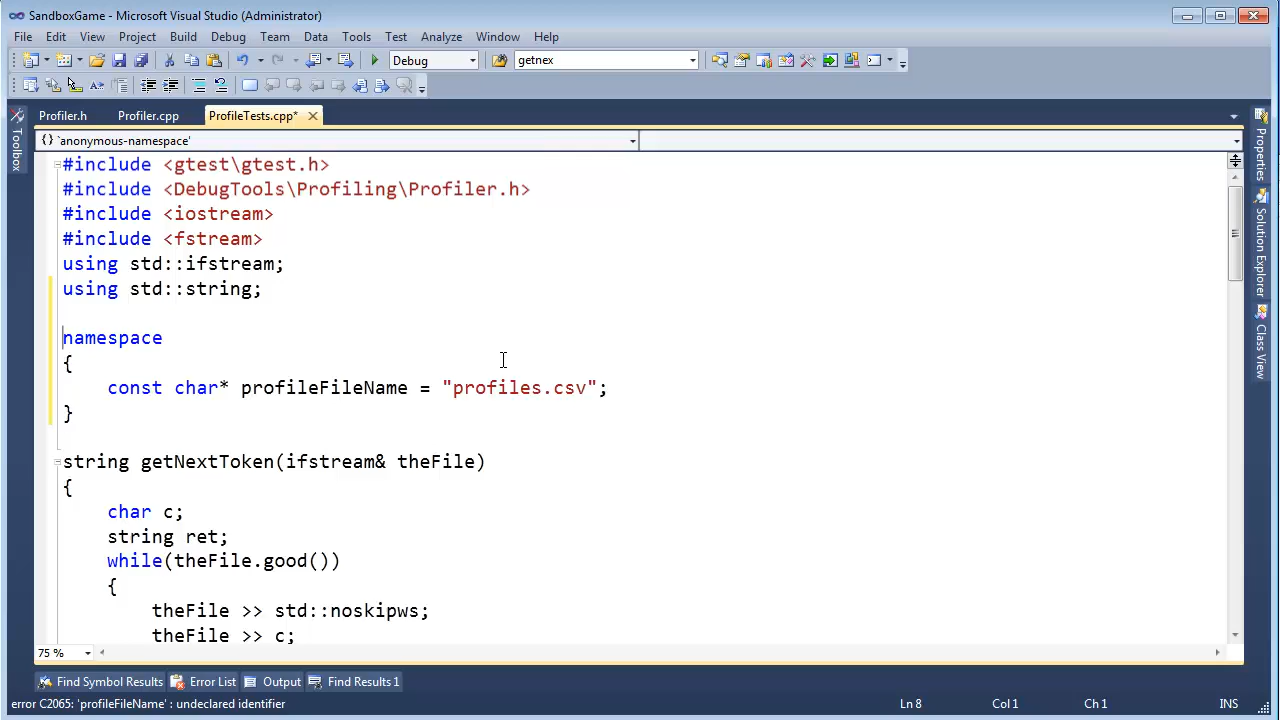 SandboxGame - Microsoft Visual Studio (Administrator)
File Edit View Project Build Debug Team Data Tools Test Analyze Window Help
Debug getnex
Profiler.h Profiler.cpp ProfileTests.cpp*
{} `anonymous-namespace'
#include <gtest\gtest.h>
#include <DebugTools\Profiling\Profiler.h>
#include <iostream>
#include <fstream>
using std::ifstream;
using std::string;
namespace
{
const char* profileFileName = "profiles.csv";
}
string getNextToken(ifstream& theFile)
{
char c;
string ret;
while(theFile.good())
{
theFile >> std::noskipws;
theFile >> c;
75 %
Toolbox
Properties
Solution Explorer
Class View
Find Symbol Results Error List Output Find Results 1
error C2065: 'profileFileName' : undeclared identifier Ln 8 Col 1 Ch 1 INS